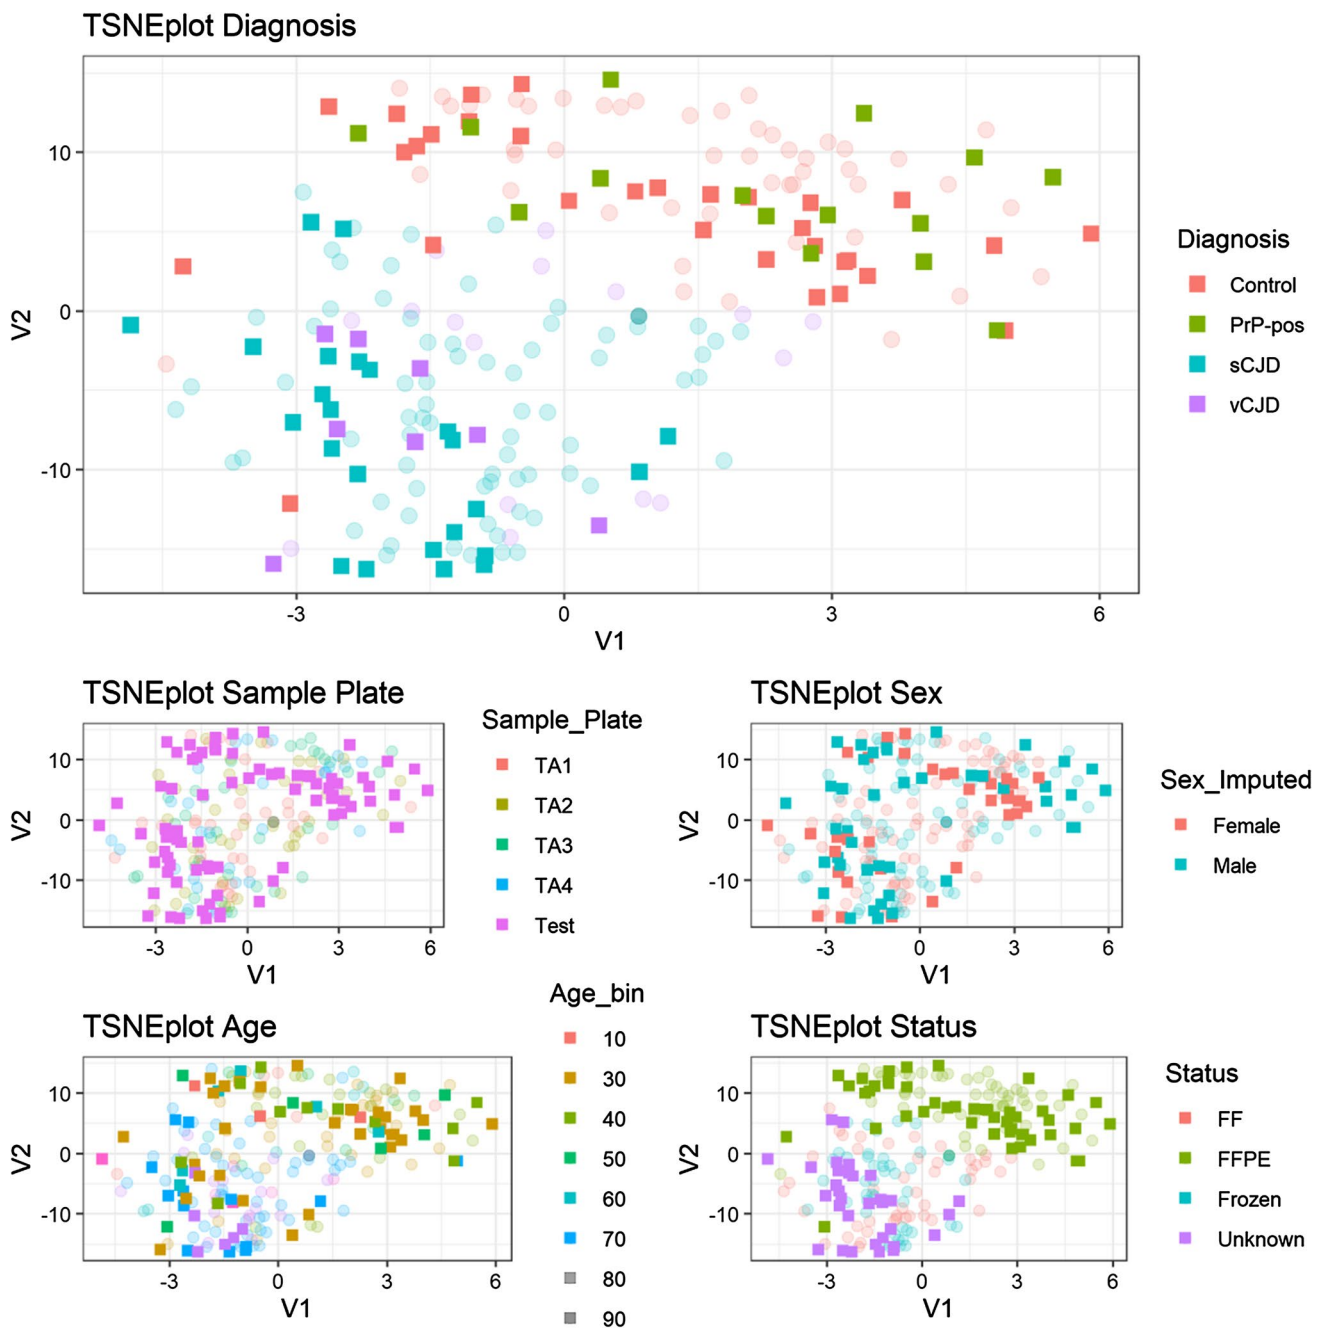 TSNEplot Diagnosis
V2
10
0
-10
-3
0
3
6
V1
Diagnosis
Control
PrP-pos
sCJD
vCJD
TSNEplot Sample Plate
V2
10
0
-10
-3
0
3
6
V1
Sample_Plate
TA1
TA2
TA3
TA4
Test
TSNEplot Sex
V2
10
0
-10
-3
0
3
6
V1
Sex_Imputed
Female
Male
TSNEplot Age
V2
10
0
-10
-3
0
3
6
V1
Age_bin
10
30
40
50
60
70
80
90
TSNEplot Status
V2
10
0
-10
-3
0
3
6
V1
Status
FF
FFPE
Frozen
Unknown